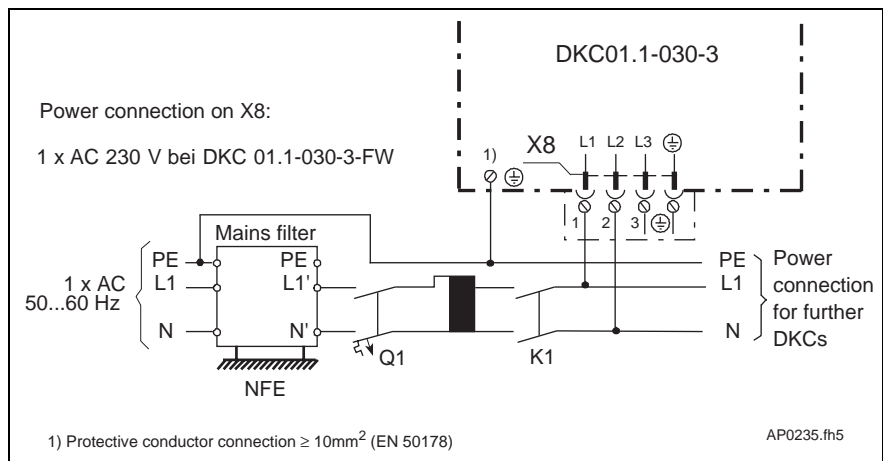 DKC01.1-030-3
Power connection on X8:
1 x AC 230 V bei DKC 01.1-030-3-FW
X8
L1 L2 L3
1)
1 2 3
Mains filter
PE PE
L1 L1'
N N'
1 x AC
50...60 Hz
Q1
K1
NFE
PE
L1
N
Power
connection
for further
DKCs
1) Protective conductor connection ≥ 10mm² (EN 50178)
AP0235.fh5